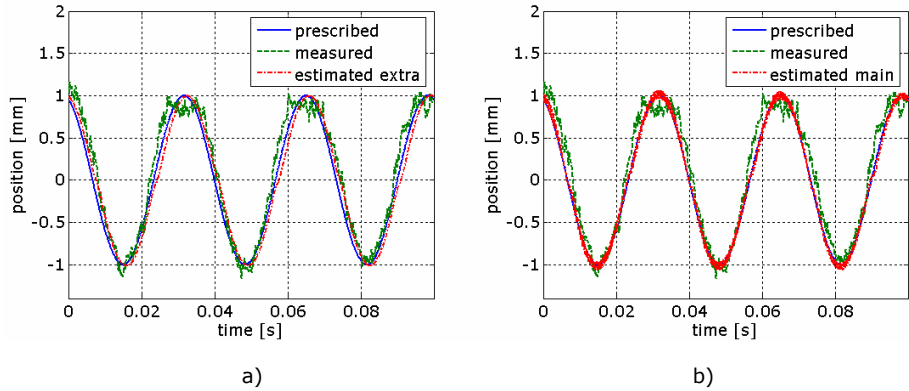 prescribed
measured
estimated extra
2
1.5
1
0.5
0
-0.5
-1
position [mm]
0 0.02 0.04 0.06 0.08
time [s]
a)
prescribed
measured
estimated main
2
1.5
1
0.5
0
-0.5
-1
position [mm]
0 0.02 0.04 0.06 0.08
time [s]
b)